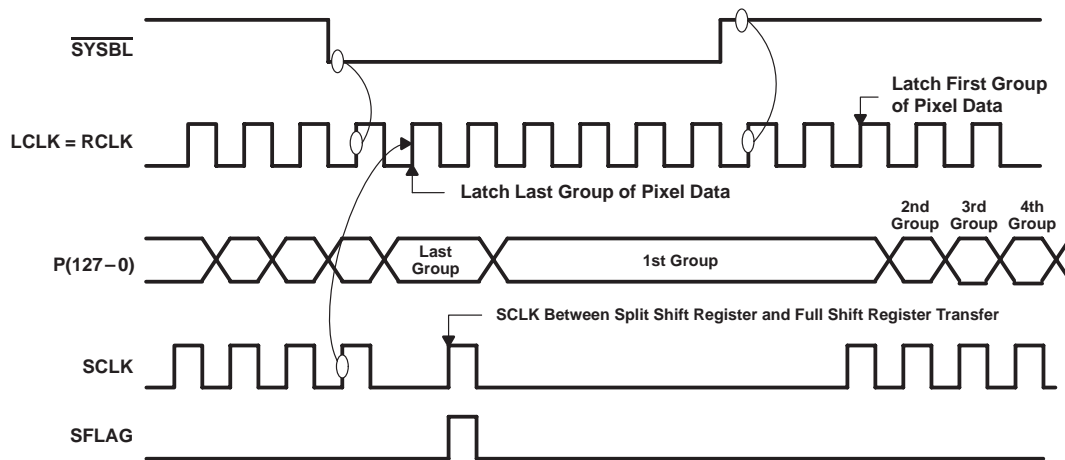 SYSBL
Latch First Group
of Pixel Data
LCLK = RCLK
Latch Last Group of Pixel Data
2nd
Group
3rd
Group
4th
Group
P(127–0)
Last
Group
1st Group
SCLK Between Split Shift Register and Full Shift Register Transfer
SCLK
SFLAG